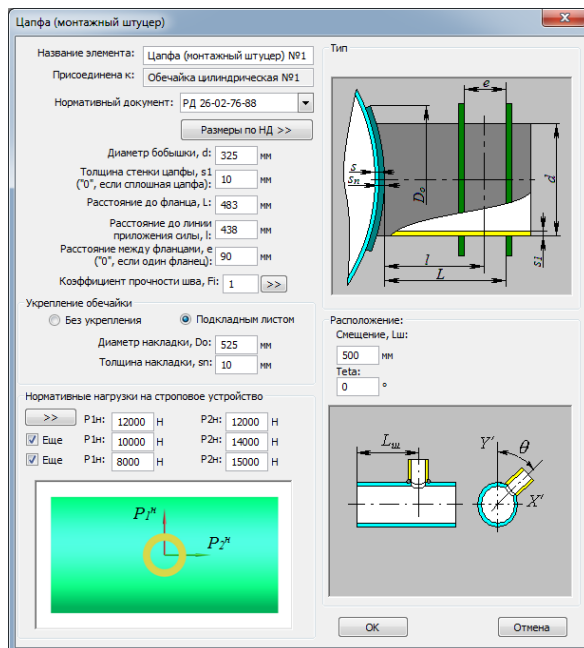 Цапфа (монтажный штуцер)
Название элемента: Цапфа (монтажный штуцер) №1
Присоединена к: Обечайка цилиндрическая №1
Нормативный документ: РД 26-02-76-88
Размеры по НД >>
Диаметр бобышки, d: 325 мм
Толщина стенки цапфы, s1
("0", если сплошная цапфа): 10 мм
Расстояние до фланца, L: 483 мм
Расстояние до линии
приложения силы, l: 438 мм
Расстояние между фланцами, e
("0", если один фланец): 90 мм
Коэффициент прочности шва, Fi: 1 >>
Укрепление обечайки
Без укрепления Подкладным листом
Диаметр накладки, Do: 525 мм
Толщина накладки, sn: 10 мм
Нормативные нагрузки на строповое устройство
>> P1н: 12000 Н P2н: 12000 Н
Еще P1н: 10000 Н P2н: 14000 Н
Еще P1н: 8000 Н P2н: 15000 Н
P1н
P2н
Тип
e
s
sn
Do
d
l
L
s1
Расположение:
Смещение, Lш:
500 мм
Teta:
0 °
Lш
Y'
θ
X'
OK Отмена